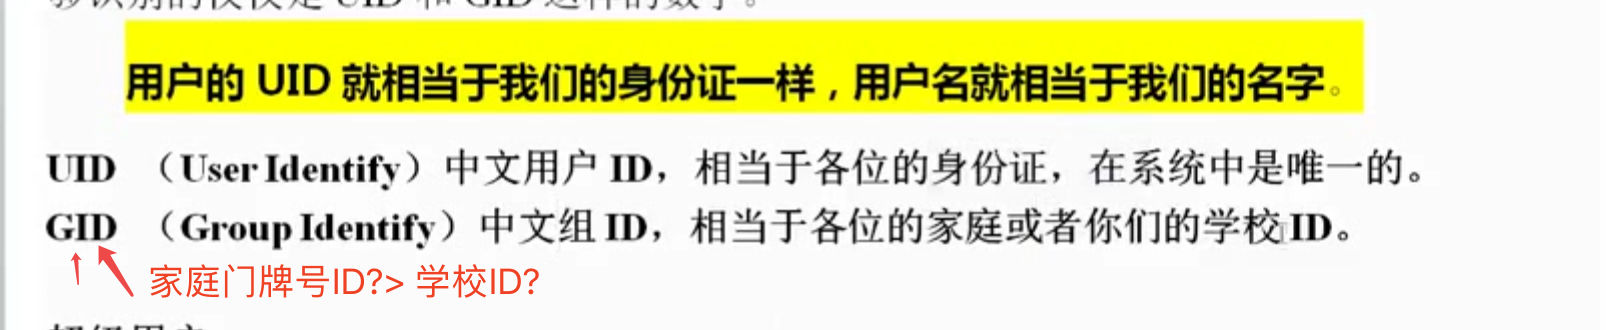 用户的 UID 就相当于我们的身份证一样，用户名就相当于我们的名字。
UID （User Identify）中文用户 ID，相当于各位的身份证，在系统中是唯一的。
GID （Group Identify）中文组 ID，相当于各位的家庭或者你们的学校 ID。
家庭门牌号ID?> 学校ID?